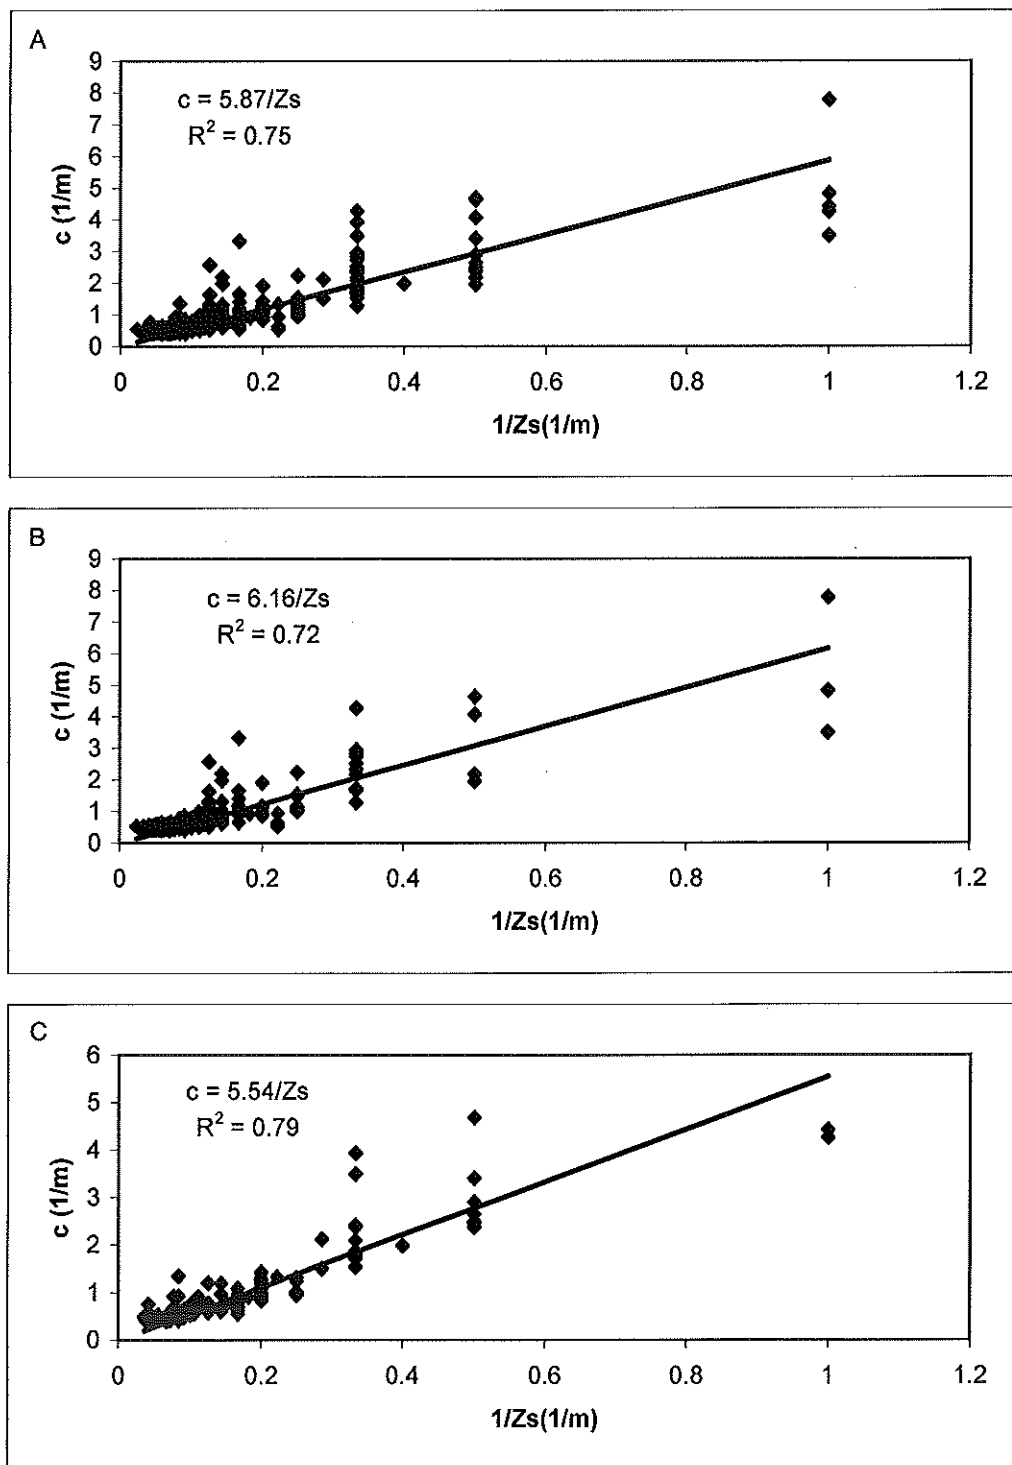 A
9
8
7
6
5
4
3
2
1
0
c (1/m)
c = 5.87/Zs
R² = 0.75
0 0.2 0.4 0.6 0.8 1 1.2
1/Zs(1/m)
B
9
8
7
6
5
4
3
2
1
0
c (1/m)
c = 6.16/Zs
R² = 0.72
0 0.2 0.4 0.6 0.8 1 1.2
1/Zs(1/m)
C
6
5
4
3
2
1
0
c (1/m)
c = 5.54/Zs
R² = 0.79
0 0.2 0.4 0.6 0.8 1 1.2
1/Zs(1/m)